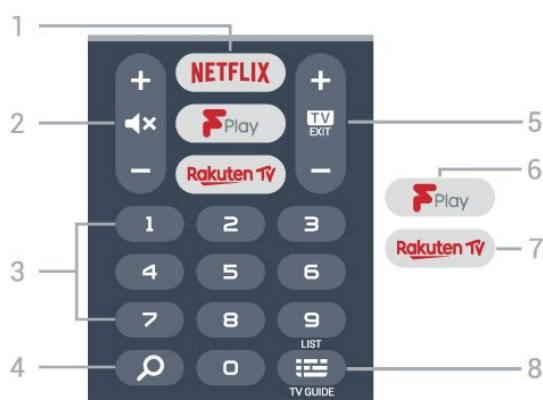 1
NETFLIX
+ +
2
F Play
TV
EXIT
5
- -
Rakuten TV
6
F Play
Rakuten TV
7
3
1 2 3
4 5 6
7 8 9
LIST
4
0
8
TV GUIDE